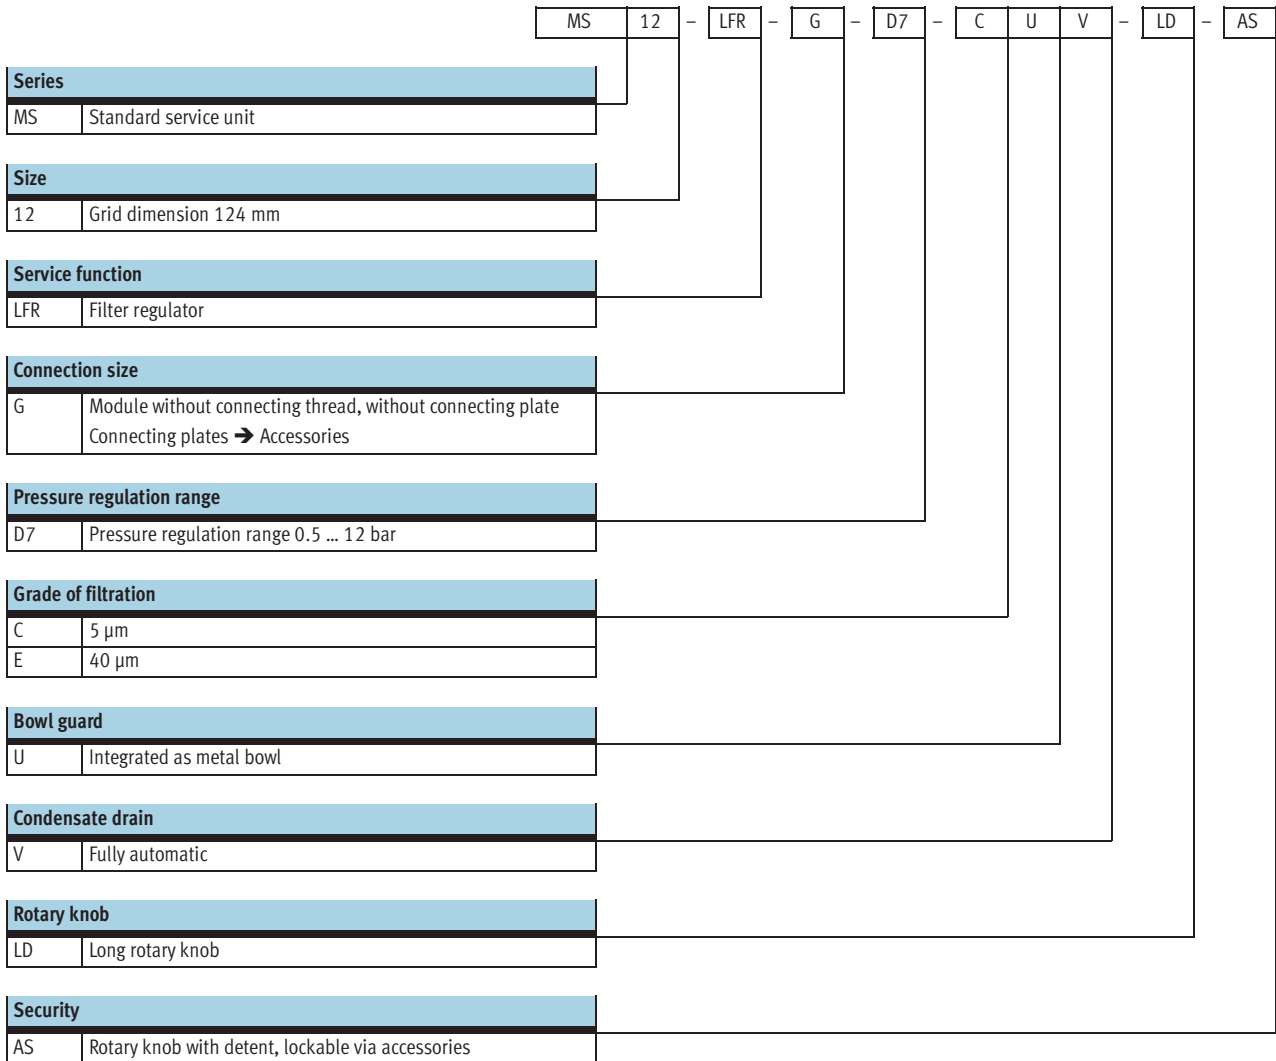 MS 12 – LFR – G – D7 – C U V – LD – AS
Series
MS Standard service unit
Size
12 Grid dimension 124 mm
Service function
LFR Filter regulator
Connection size
G Module without connecting thread, without connecting plate
Connecting plates ➔ Accessories
Pressure regulation range
D7 Pressure regulation range 0.5 … 12 bar
Grade of filtration
C 5 µm
E 40 µm
Bowl guard
U Integrated as metal bowl
Condensate drain
V Fully automatic
Rotary knob
LD Long rotary knob
Security
AS Rotary knob with detent, lockable via accessories